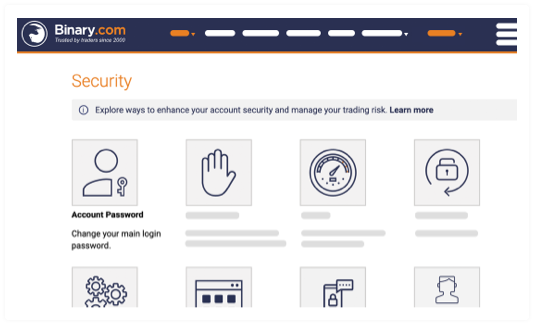 Binary.com
Trusted by traders since 2000
Security
Explore ways to enhance your account security and manage your trading risk. Learn more
Account Password
Change your main login
password.